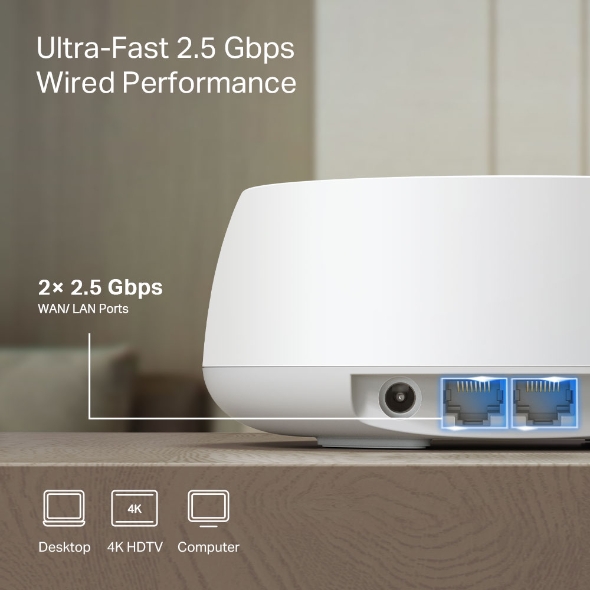 Ultra-Fast 2.5 Gbps
Wired Performance
2× 2.5 Gbps
WAN/ LAN Ports
4K
Desktop
4K HDTV
Computer